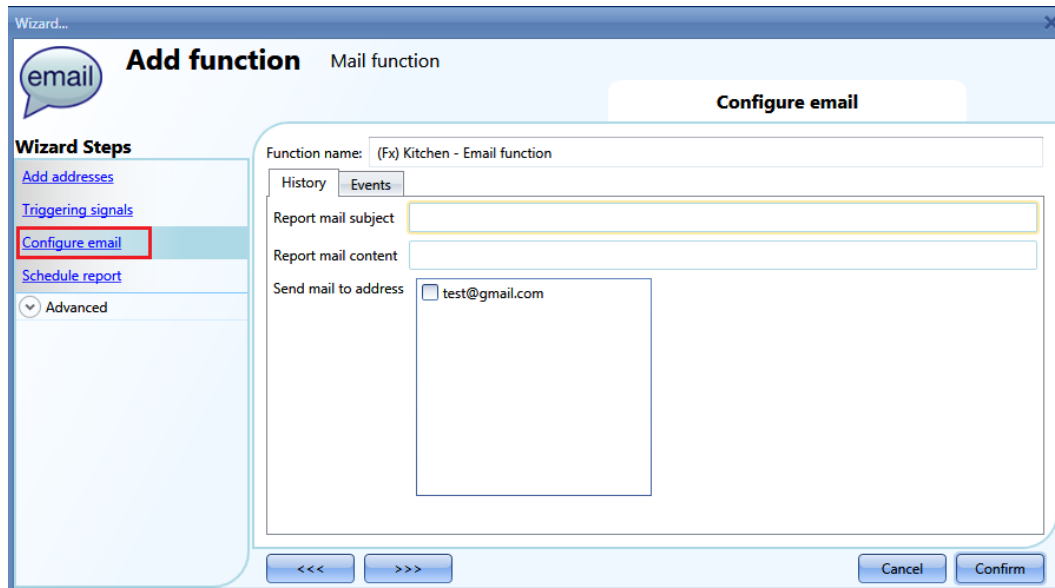 Wizard...
email
Add function Mail function
Configure email
Wizard Steps
Add addresses
Triggering signals
Configure email
Schedule report
Advanced
Function name: (Fx) Kitchen - Email function
History Events
Report mail subject
Report mail content
Send mail to address test@gmail.com
<<< >>> Cancel Confirm